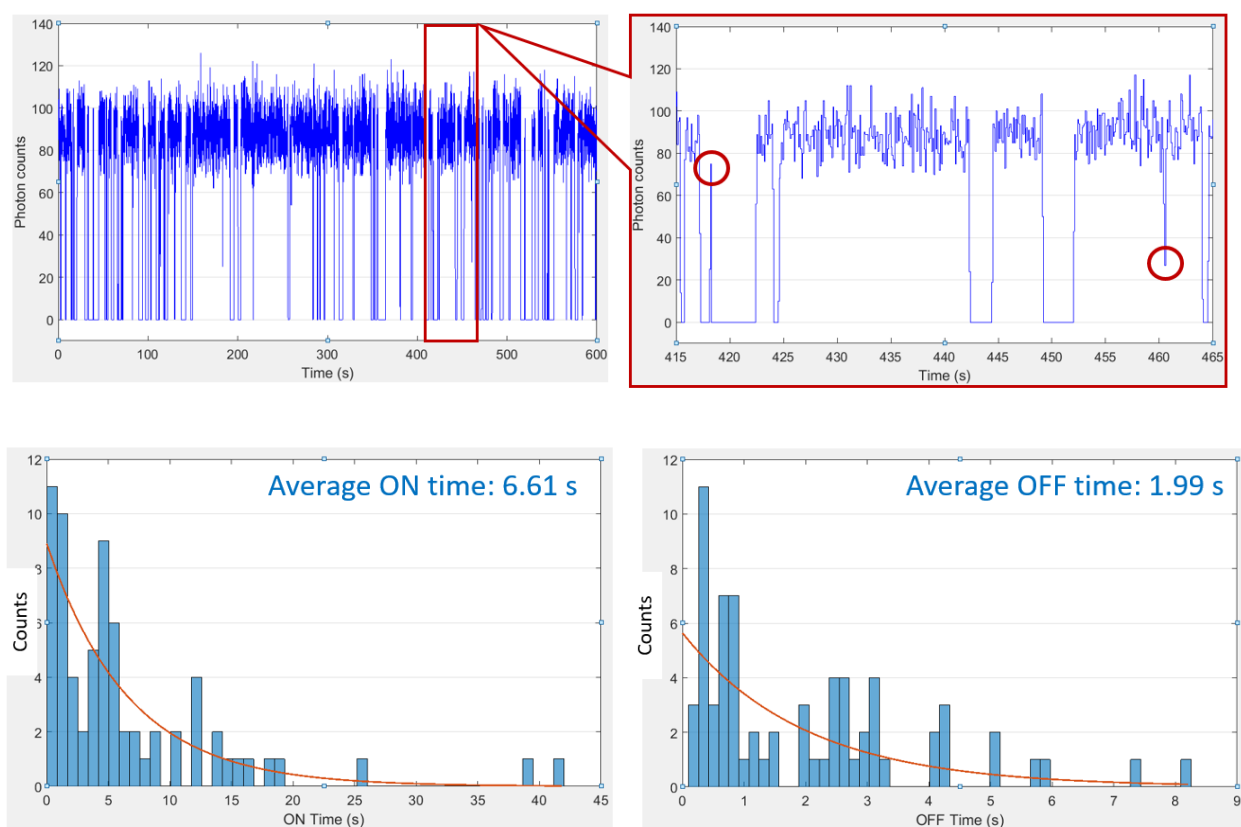 140
120
100
80
60
40
20
0
Photon counts
0 100 200 300 400 500 600
Time (s)
140
120
100
80
60
40
20
0
Photon counts
415 420 425 430 435 440 445 450 455 460 465
Time (s)
Average ON time: 6.61 s
12
10
8
6
4
2
0
Counts
0 5 10 15 20 25 30 35 40 45
ON Time (s)
Average OFF time: 1.99 s
12
10
8
6
4
2
0
Counts
0 1 2 3 4 5 6 7 8 9
OFF Time (s)